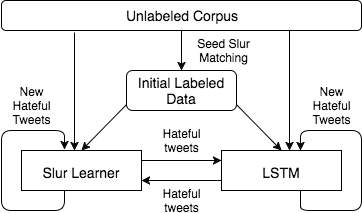 Unlabeled Corpus
Seed Slur
Matching
Initial Labeled
Data
New
Hateful
Tweets
New
Hateful
Tweets
Hateful
tweets
Slur Learner
LSTM
Hateful
tweets